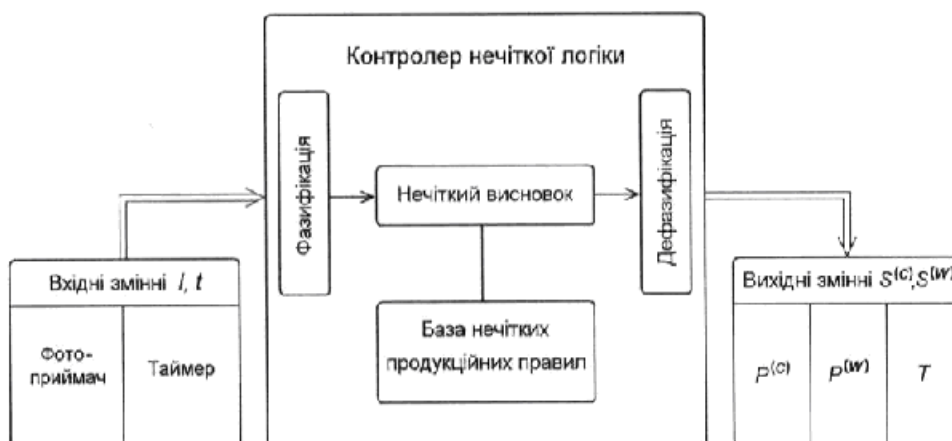 Контролер нечіткої логіки
Фазифікація
Нечіткий висновок
Дефазифікація
База нечітких
продукційних правил
Вхідні змінні I, t
Фото-
приймач
Таймер
Вихідні змінні S^(C),S^(W)
P^(C)
P^(W)
T